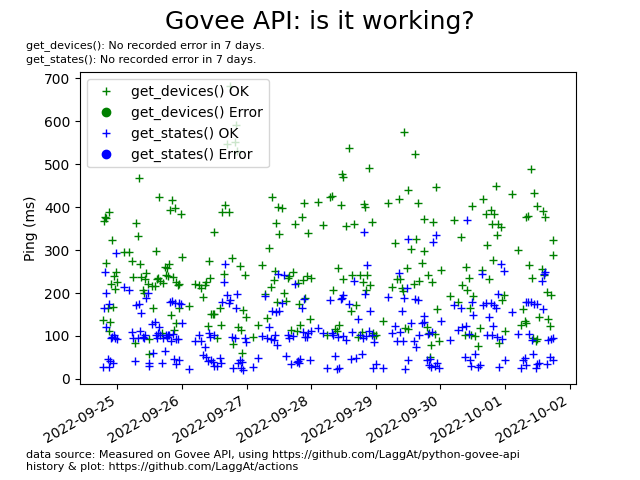 Govee API: is it working?
get_devices(): No recorded error in 7 days.
get_states(): No recorded error in 7 days.
700
600
500
400
300
200
100
0
Ping (ms)
get_devices() OK
get_devices() Error
get_states() OK
get_states() Error
2022-09-25
2022-09-26
2022-09-27
2022-09-28
2022-09-29
2022-09-30
2022-10-01
2022-10-02
data source: Measured on Govee API, using https://github.com/LaggAt/python-govee-api
history & plot: https://github.com/LaggAt/actions